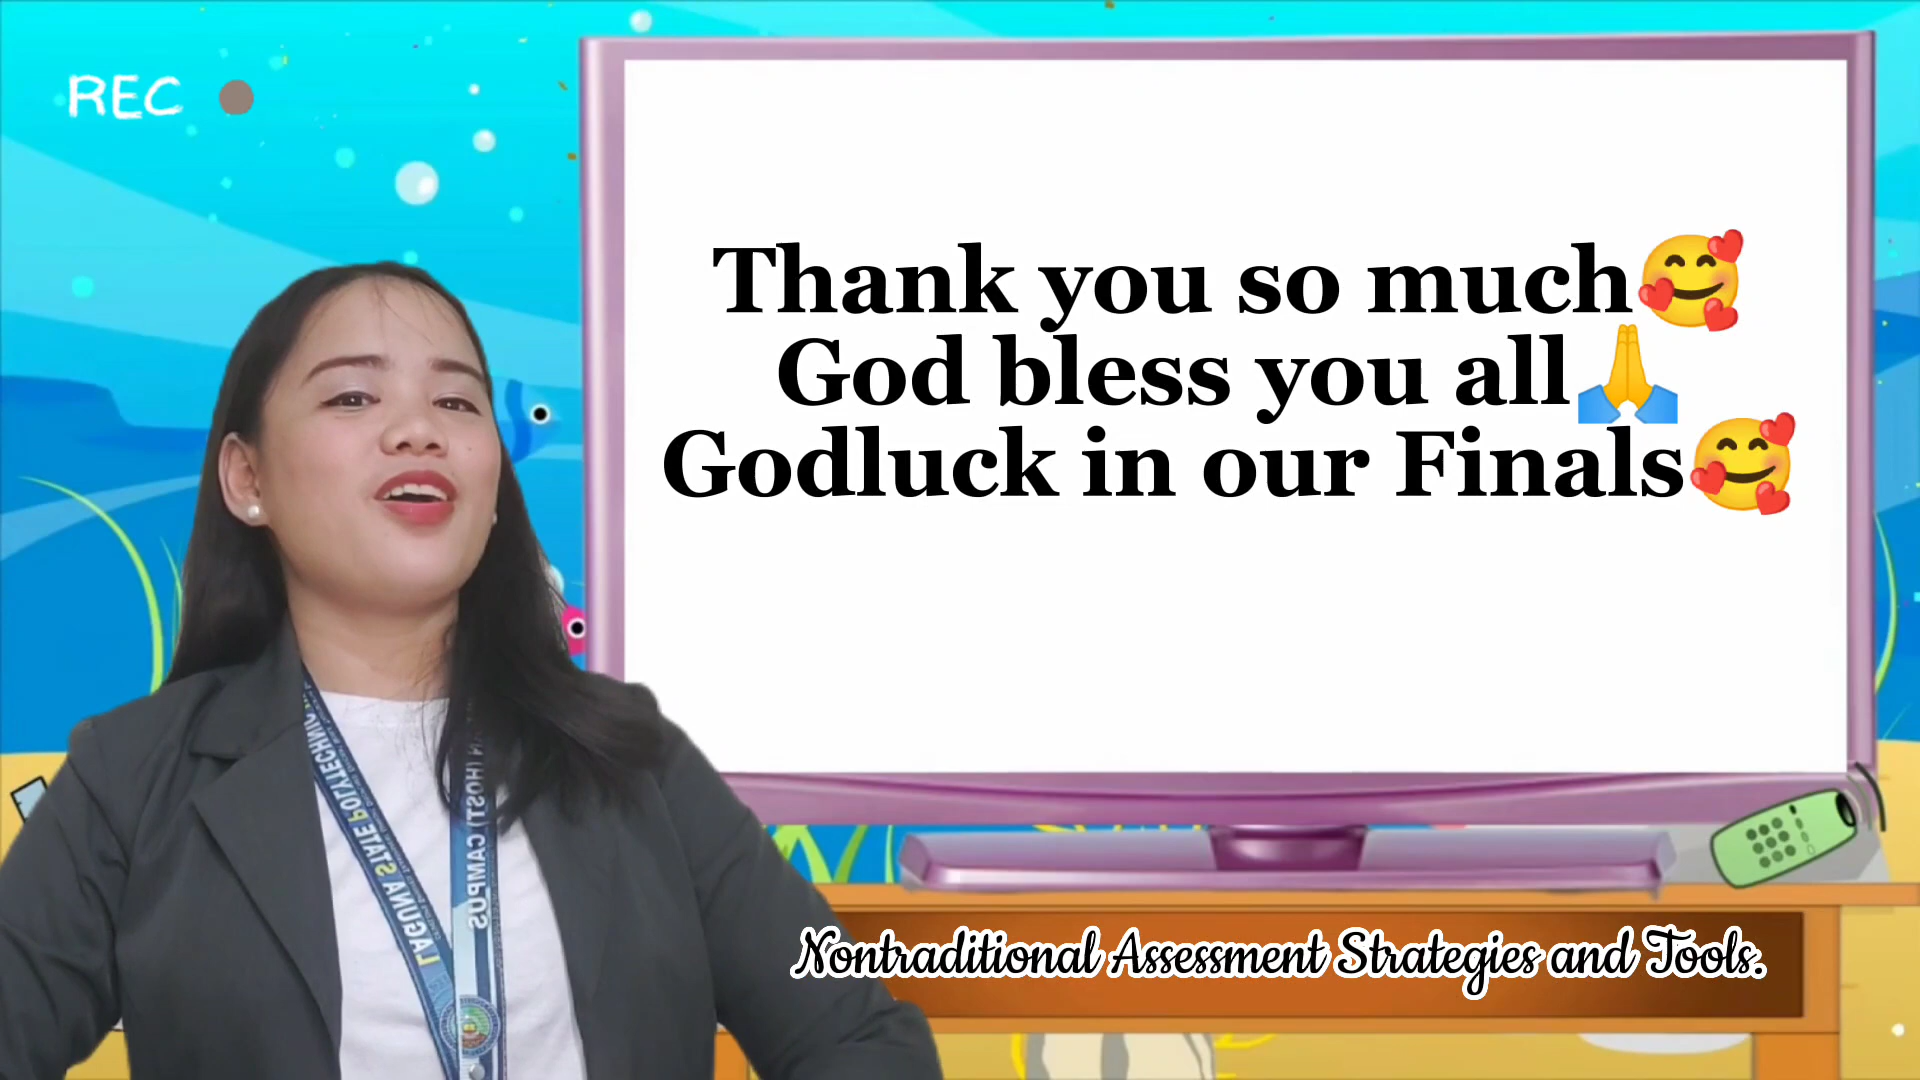 REC
Thank you so much🥰
God bless you all🙏
Godluck in our Finals🥰
LAGUNA STATE POLYTECHNIC
(HOST) CAMPUS
Nontraditional Assessment Strategies and Tools.